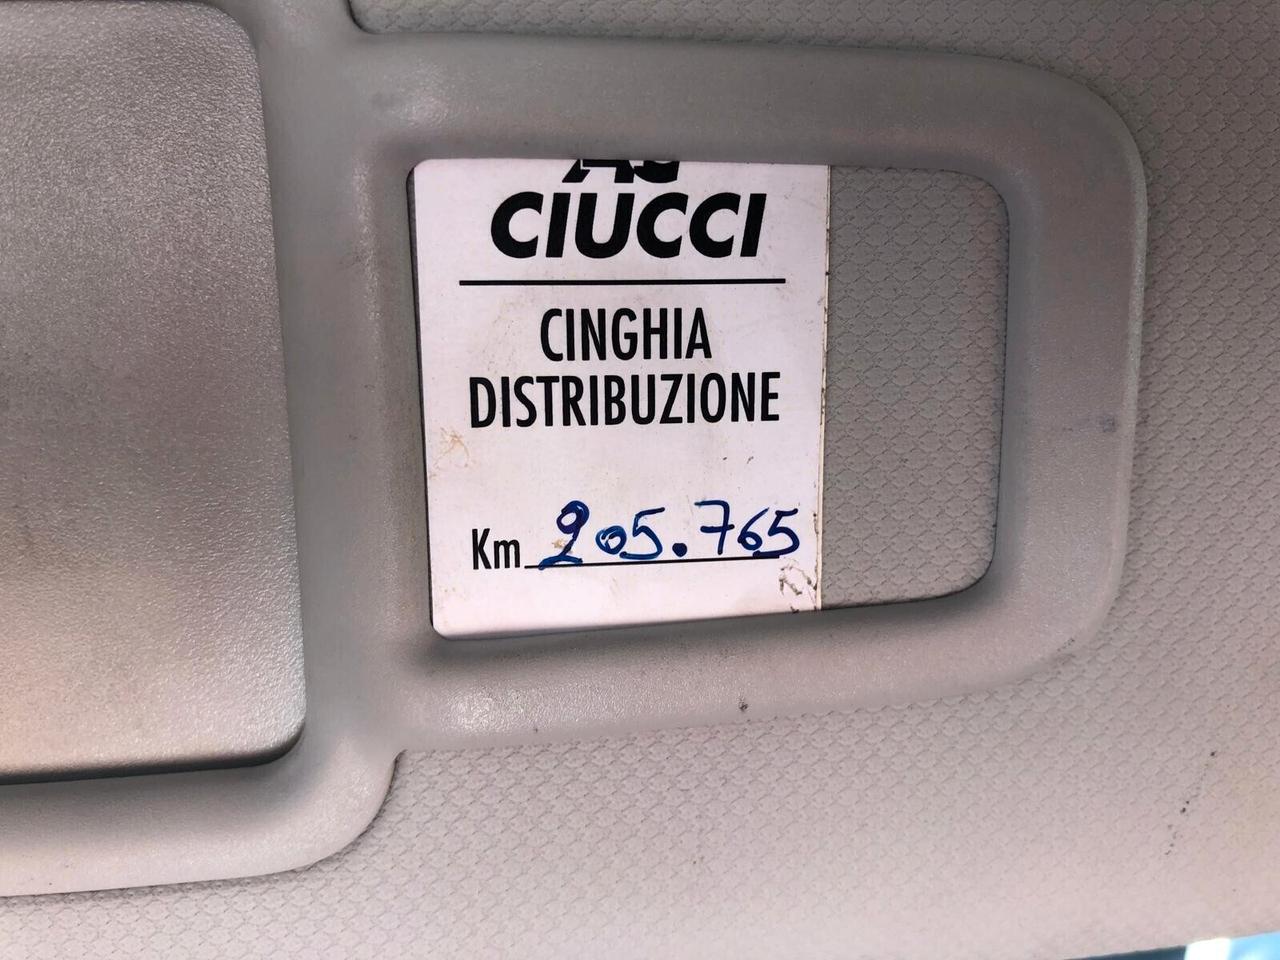 CIUCCI
CINGHIA
DISTRIBUZIONE
Km 205.765